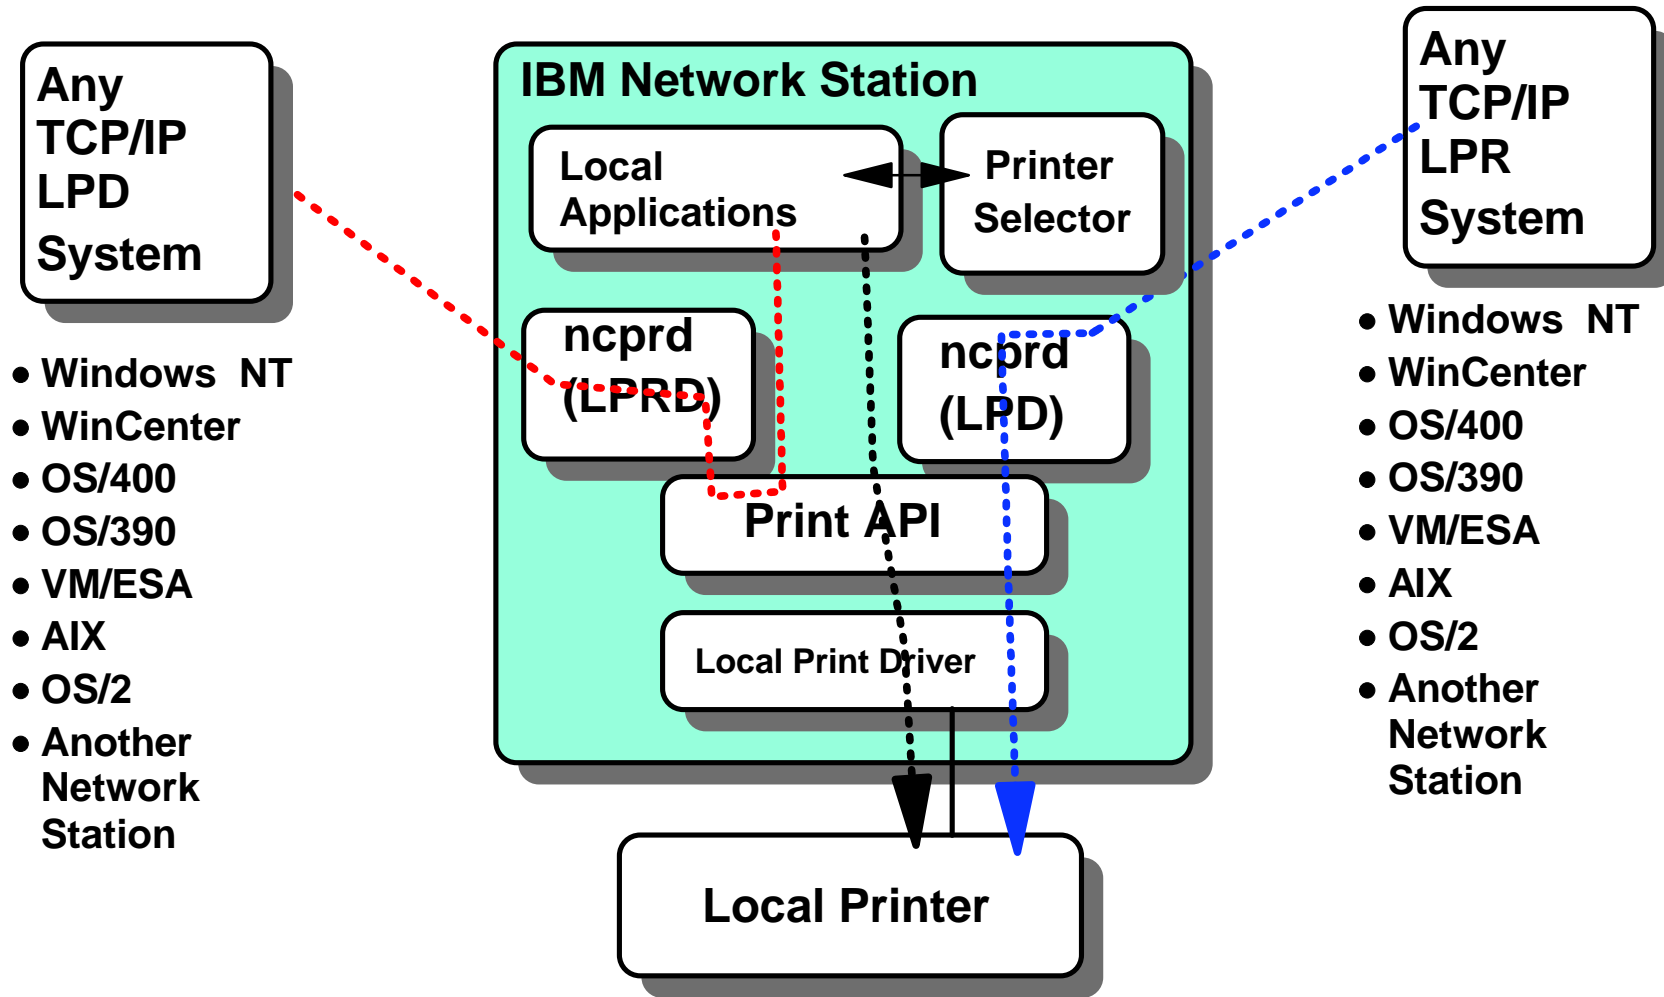 Any
TCP/IP
LPD
System
• Windows NT
• WinCenter
• OS/400
• OS/390
• VM/ESA
• AIX
• OS/2
• Another
Network
Station
IBM Network Station
Local
Applications
Printer
Selector
ncprd
(LPRD)
ncprd
(LPD)
Print API
Local Print Driver
Local Printer
Any
TCP/IP
LPR
System
• Windows NT
• WinCenter
• OS/400
• OS/390
• VM/ESA
• AIX
• OS/2
• Another
Network
Station